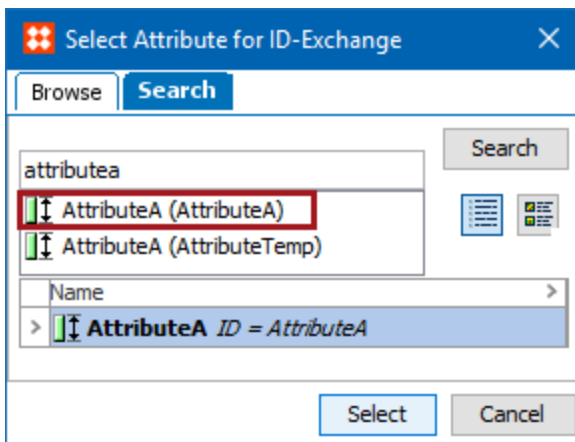 Select Attribute for ID-Exchange
Browse Search
attributea
Search
AttributeA (AttributeA)
AttributeA (AttributeTemp)
Name
AttributeA ID = AttributeA
Select Cancel